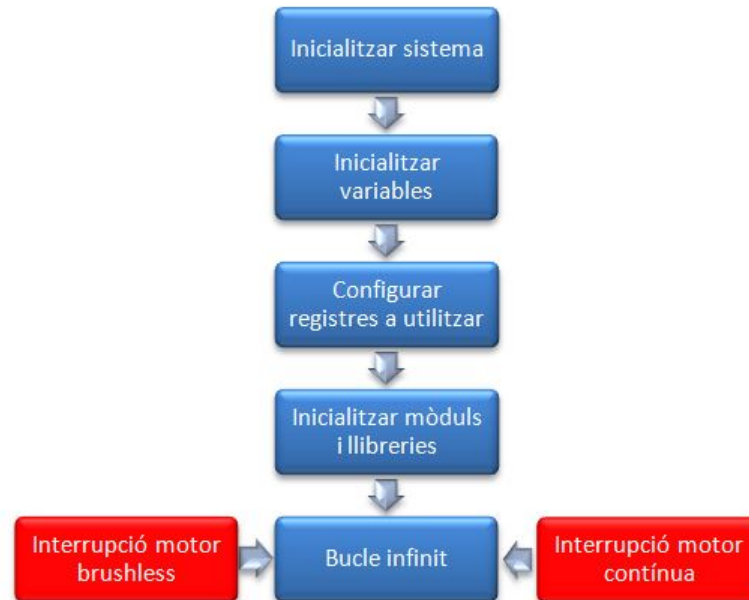 Inicialitzar sistema
Inicialitzar
variables
Configurar
registres a utilitzar
Inicialitzar mòduls
i llibreries
Interrupció motor
brushless
Bucle infinit
Interrupció motor
contínua